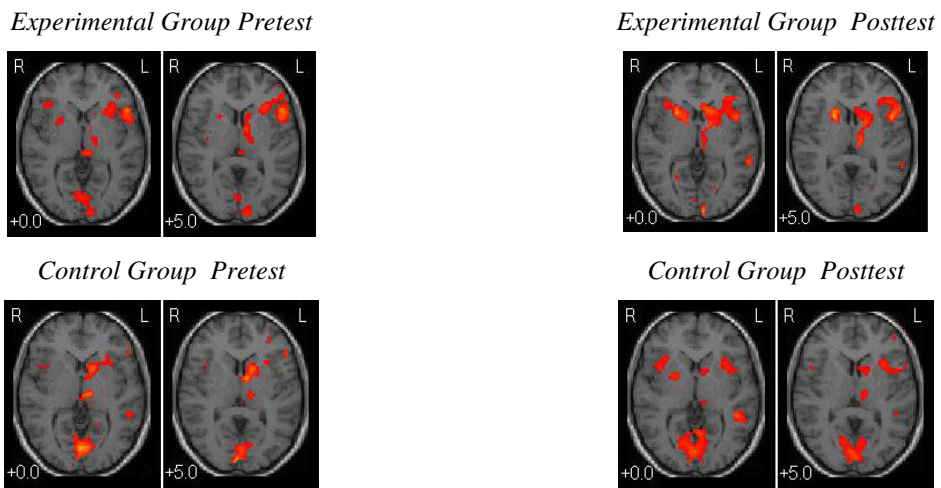 Experimental Group Pretest
Experimental Group Posttest
R L R L
+0.0 +5.0
R L R L
+0.0 +5.0
Control Group Pretest
Control Group Posttest
R L R L
+0.0 +5.0
R L R L
+0.0 +5.0